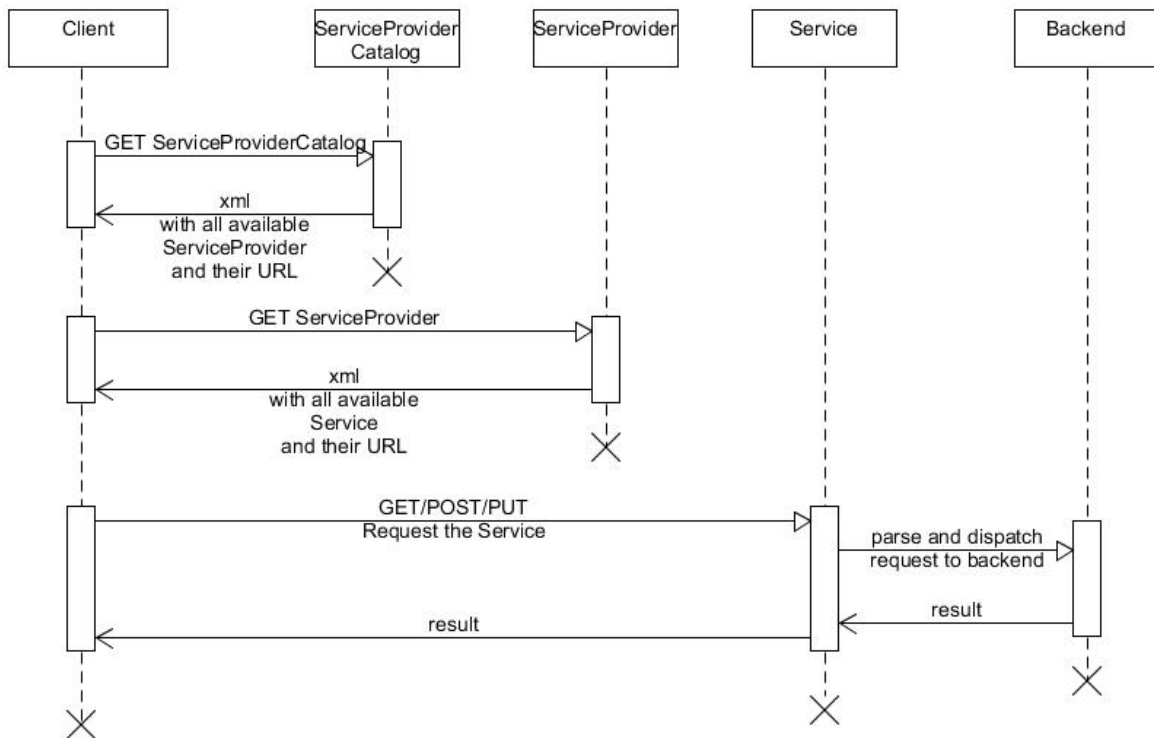 Client
ServiceProvider
Catalog
ServiceProvider
Service
Backend
GET ServiceProviderCatalog
xml
with all available
ServiceProvider
and their URL
GET ServiceProvider
xml
with all available
Service
and their URL
GET/POST/PUT
Request the Service
parse and dispatch
request to backend
result
result